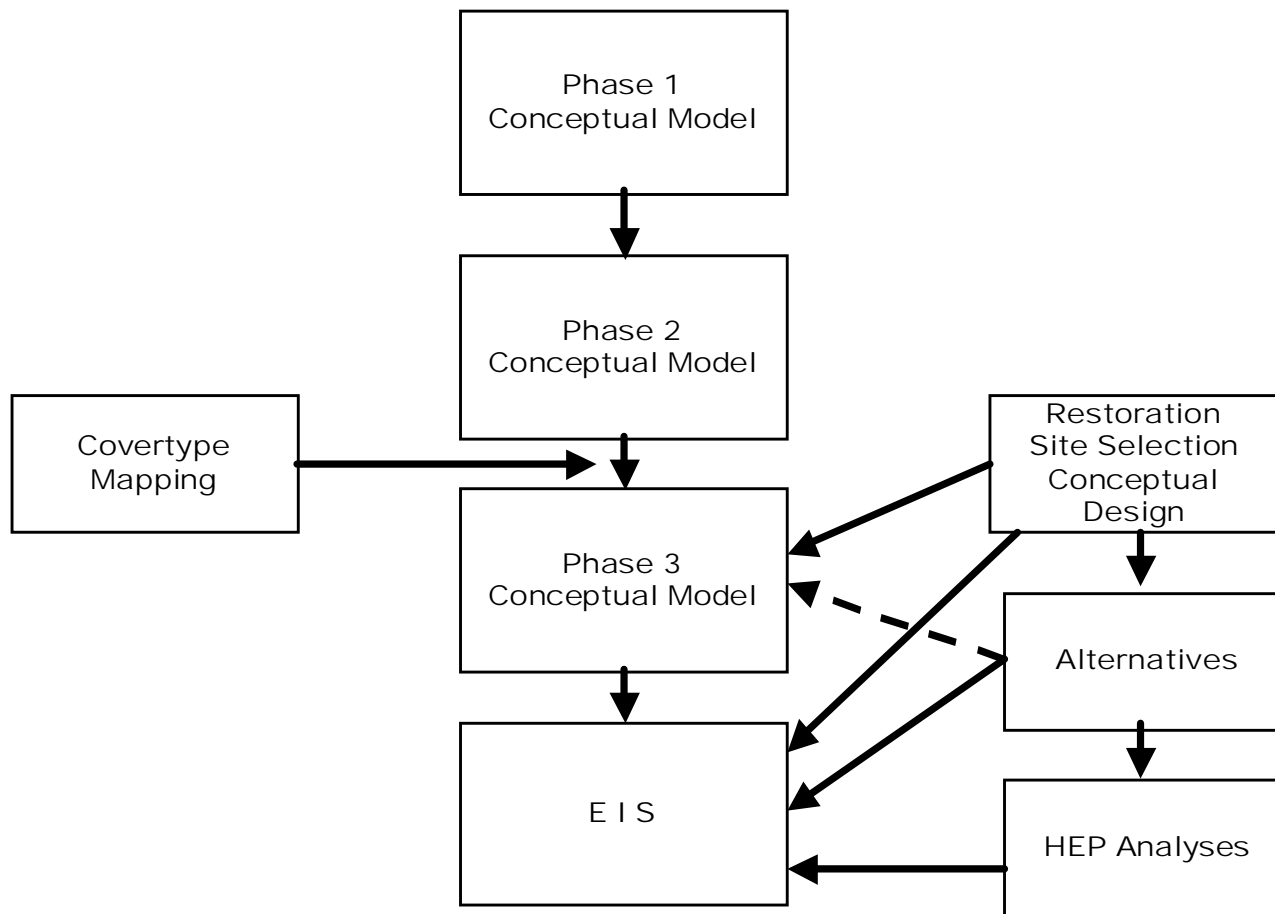 Phase 1
Conceptual Model
Phase 2
Conceptual Model
Covertype
Mapping
Restoration
Site Selection
Conceptual
Design
Phase 3
Conceptual Model
Alternatives
E I S
HEP Analyses